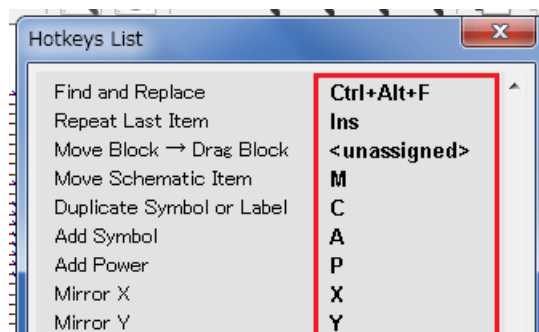 Hotkeys List
Find and Replace Ctrl+Alt+F
Repeat Last Item Ins
Move Block → Drag Block <unassigned>
Move Schematic Item M
Duplicate Symbol or Label C
Add Symbol A
Add Power P
Mirror X X
Mirror Y Y